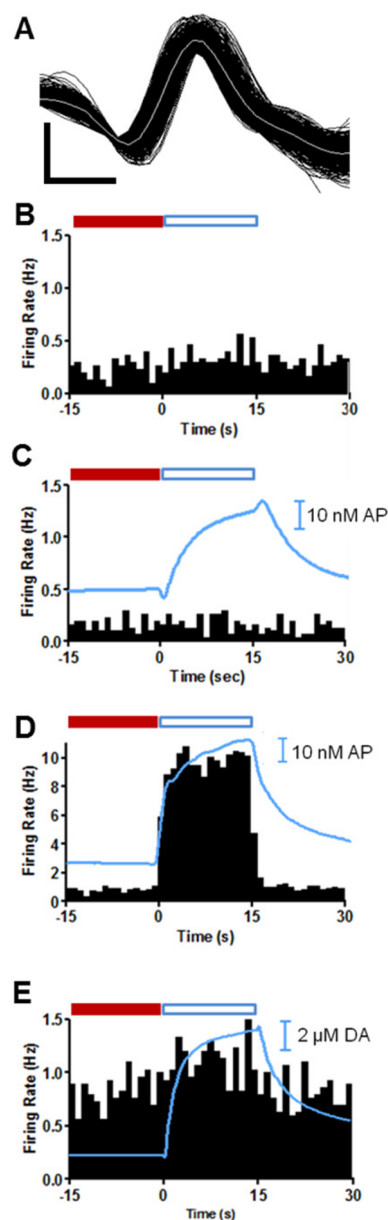 A
B
1.5
1.0
0.5
0.0
Firing Rate (Hz)
-15 0 15 30
Time (s)
C
10 nM AP
1.5
1.0
0.5
0.0
Firing Rate (Hz)
-15 0 15 30
Time (sec)
D
10 nM AP
10
8
6
4
2
0
Firing Rate (Hz)
-15 0 15 30
Time (s)
E
2 µM DA
1.5
1.0
0.5
0.0
Firing Rate (Hz)
-15 0 15 30
Time (s)